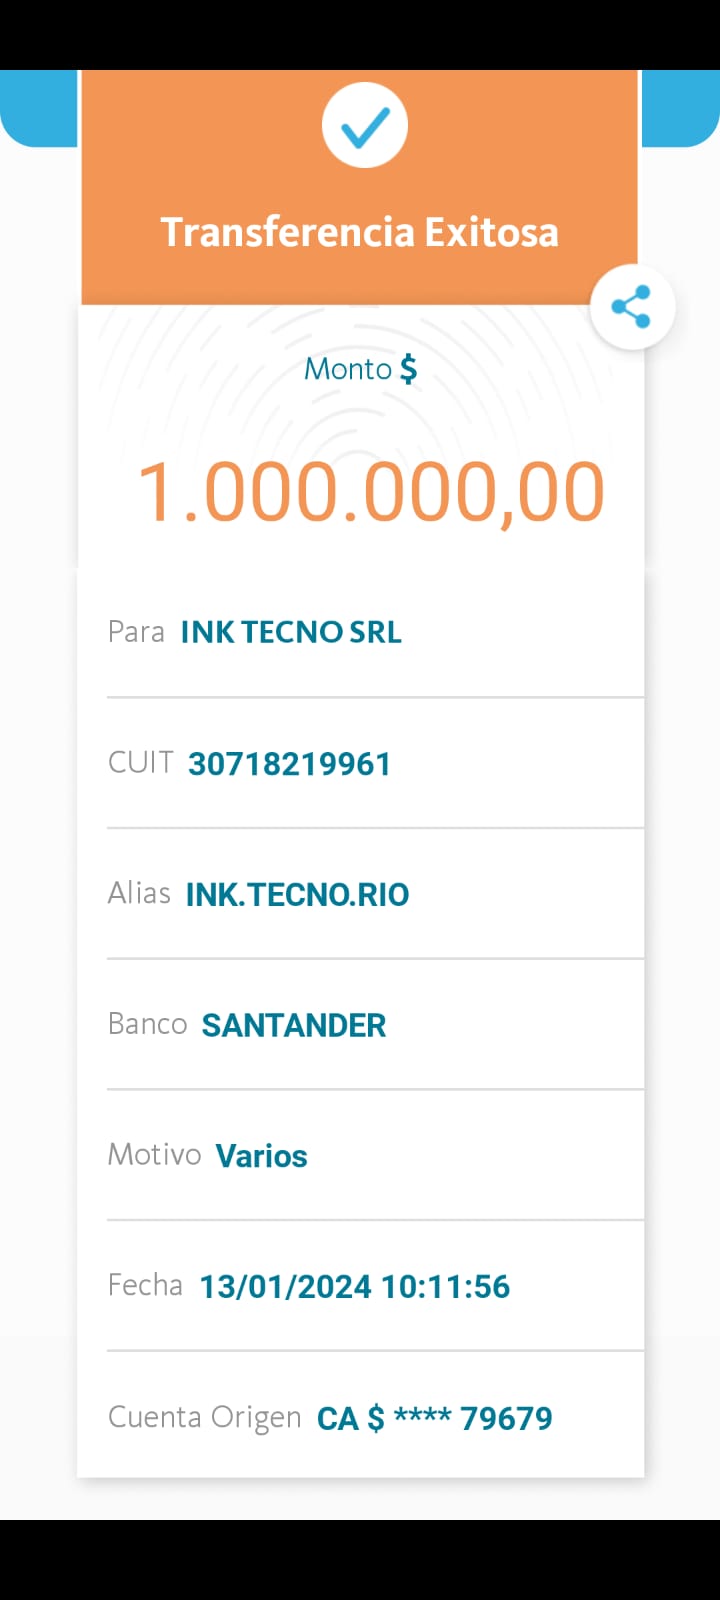 Transferencia Exitosa
Monto $
1.000.000,00
Para INK TECNO SRL
CUIT 30718219961
Alias INK.TECNO.RIO
Banco SANTANDER
Motivo Varios
Fecha 13/01/2024 10:11:56
Cuenta Origen CA $ **** 79679